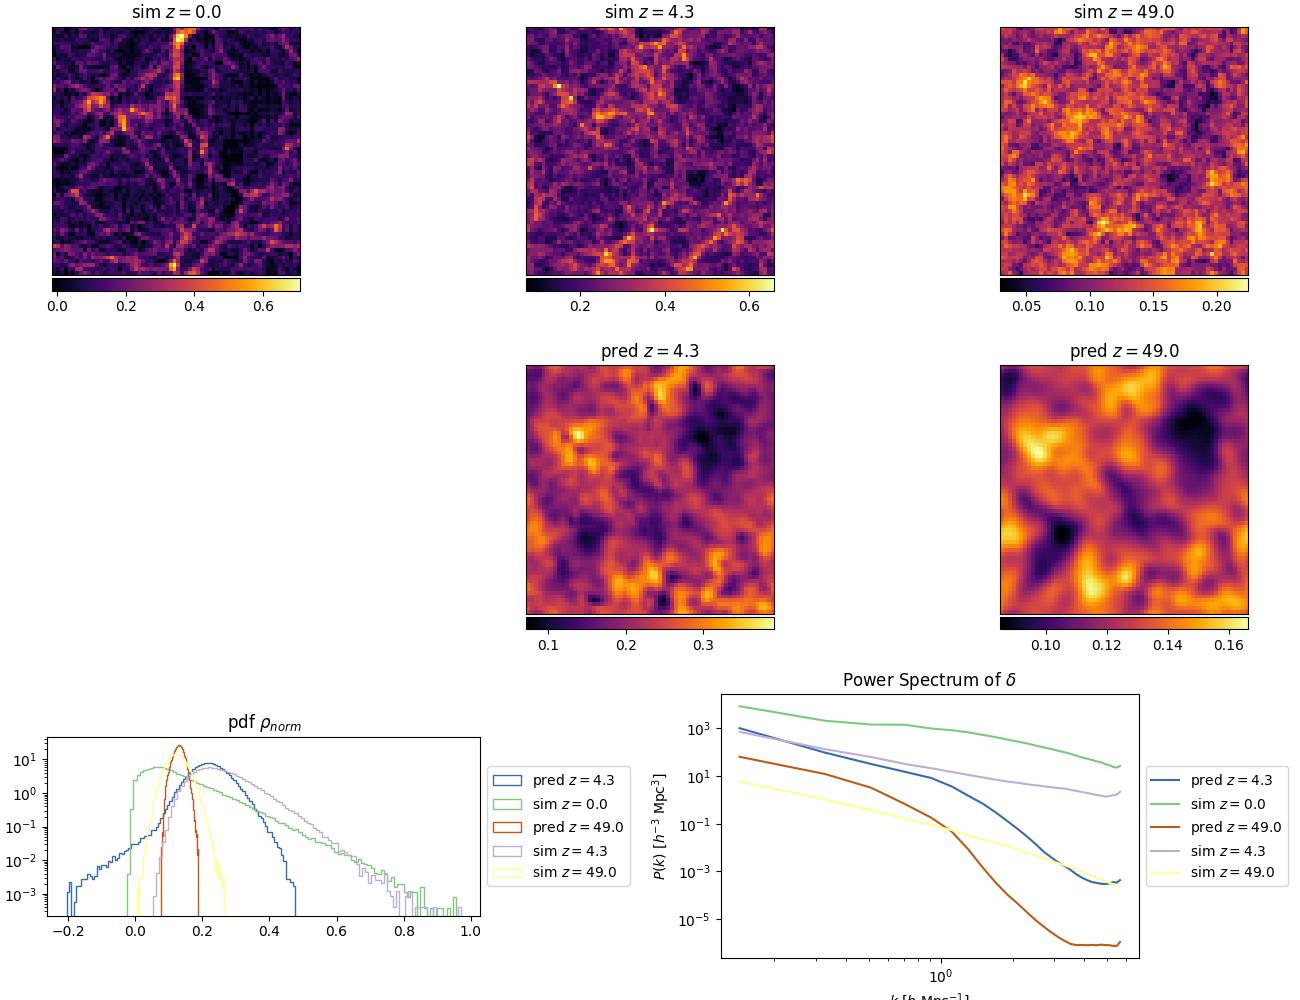 sim z = 0.0
sim z = 4.3
sim z = 49.0
0.0 0.2 0.4 0.6
0.2 0.4 0.6
0.05 0.10 0.15 0.20
pred z = 4.3
pred z = 49.0
0.1 0.2 0.3
0.10 0.12 0.14 0.16
pdf ρnorm
10¹
10⁰
10⁻¹
10⁻²
10⁻³
−0.2 0.0 0.2 0.4 0.6 0.8 1.0
pred z = 4.3
sim z = 0.0
pred z = 49.0
sim z = 4.3
sim z = 49.0
Power Spectrum of δ
P(k) [h⁻³ Mpc³]
10³
10¹
10⁻¹
10⁻³
10⁻⁵
10⁰
k [h Mpc⁻¹]
pred z = 4.3
sim z = 0.0
pred z = 49.0
sim z = 4.3
sim z = 49.0